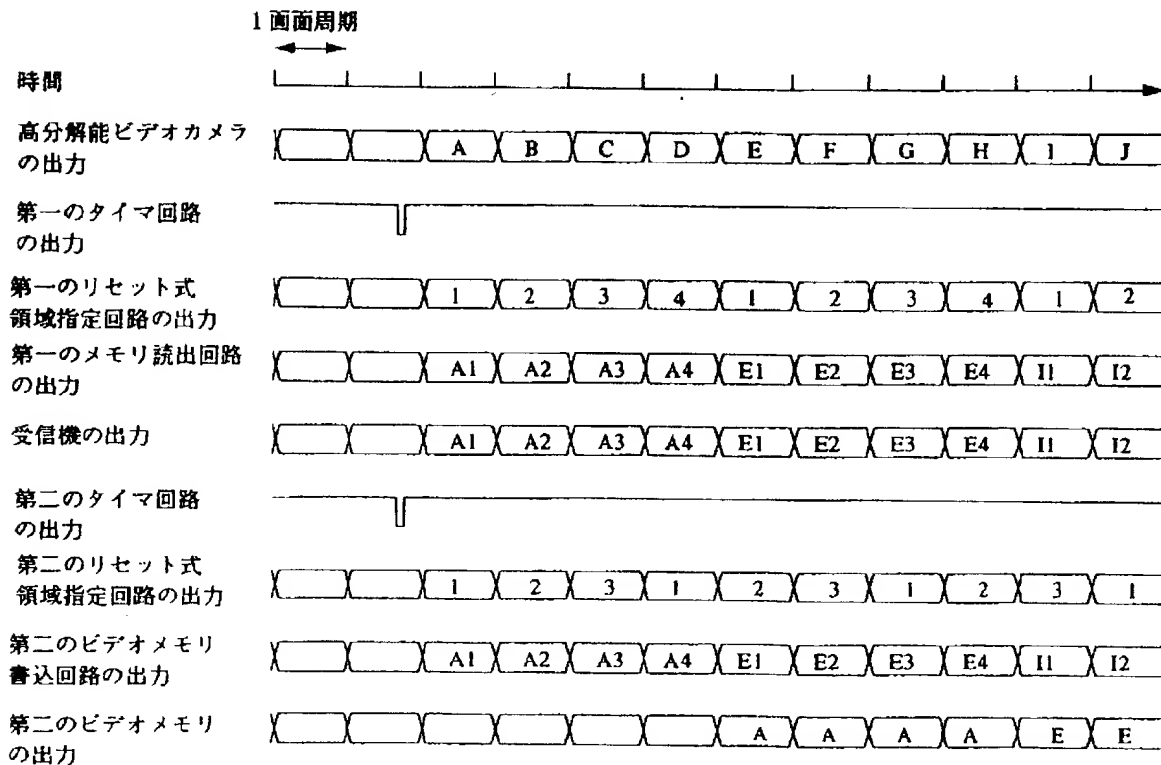 1 画面周期
時間
高分解能ビデオカメラ
の出力
A B C D E F G H I J
第一のタイマ回路
の出力
第一のリセット式
領域指定回路の出力
1 2 3 4 1 2 3 4 1 2
第一のメモリ読出回路
の出力
A1 A2 A3 A4 E1 E2 E3 E4 I1 I2
受信機の出力
A1 A2 A3 A4 E1 E2 E3 E4 I1 I2
第二のタイマ回路
の出力
第二のリセット式
領域指定回路の出力
1 2 3 1 2 3 1 2 3 1
第二のビデオメモリ
書込回路の出力
A1 A2 A3 A4 E1 E2 E3 E4 I1 I2
第二のビデオメモリ
の出力
A A A A E E